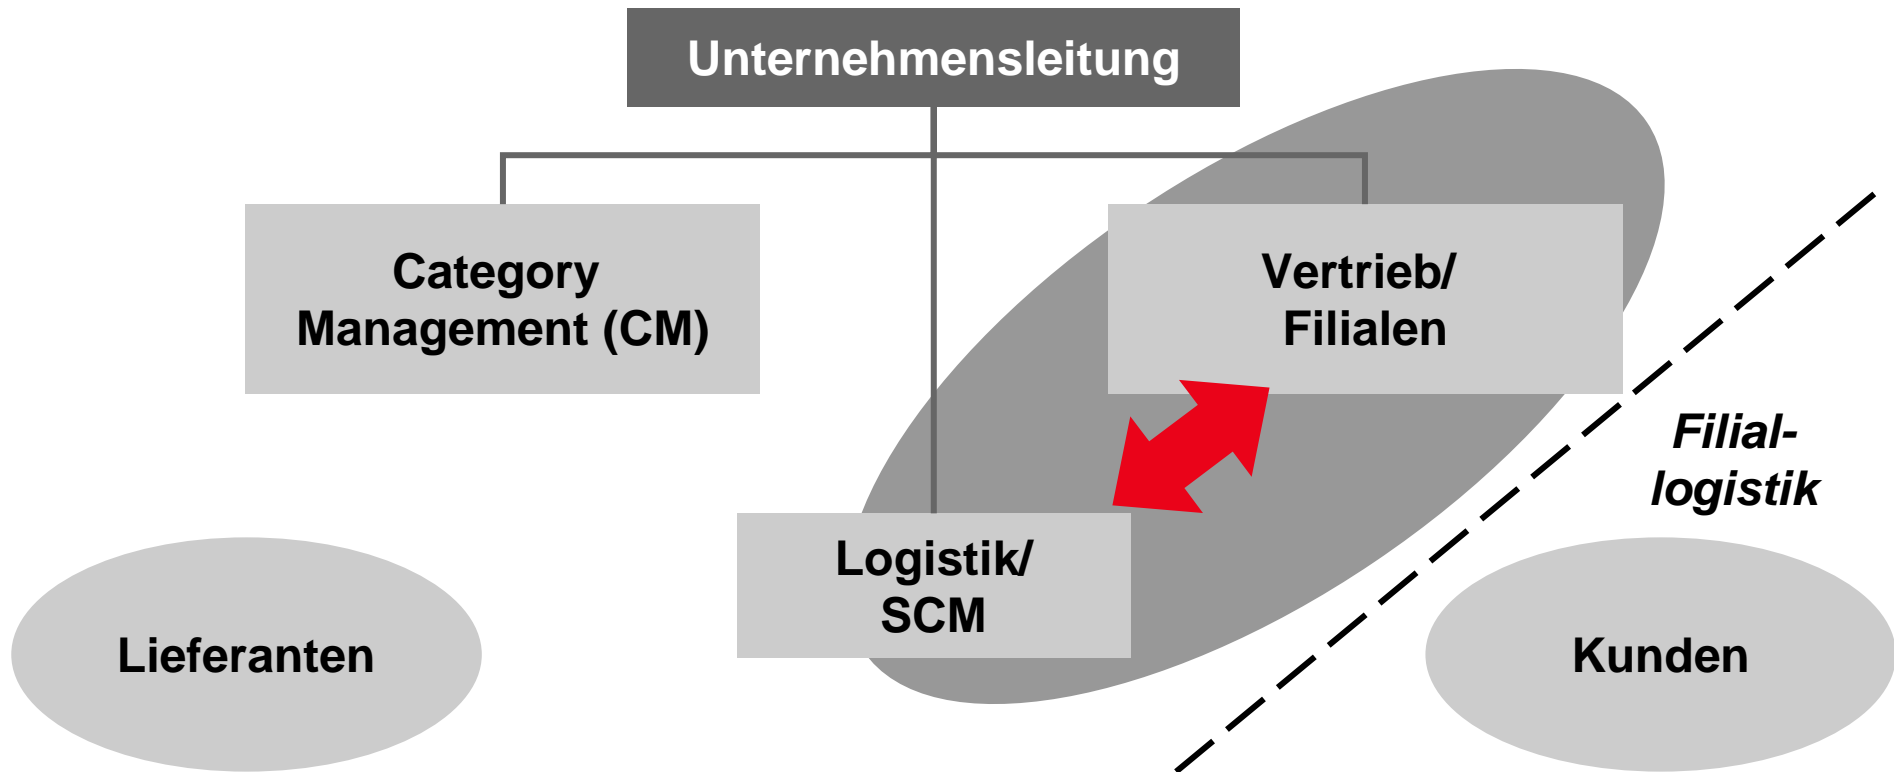 Unternehmensleitung
Category
Management (CM)
Vertrieb/
Filialen
Filial-
logistik
Logistik/
SCM
Lieferanten
Kunden